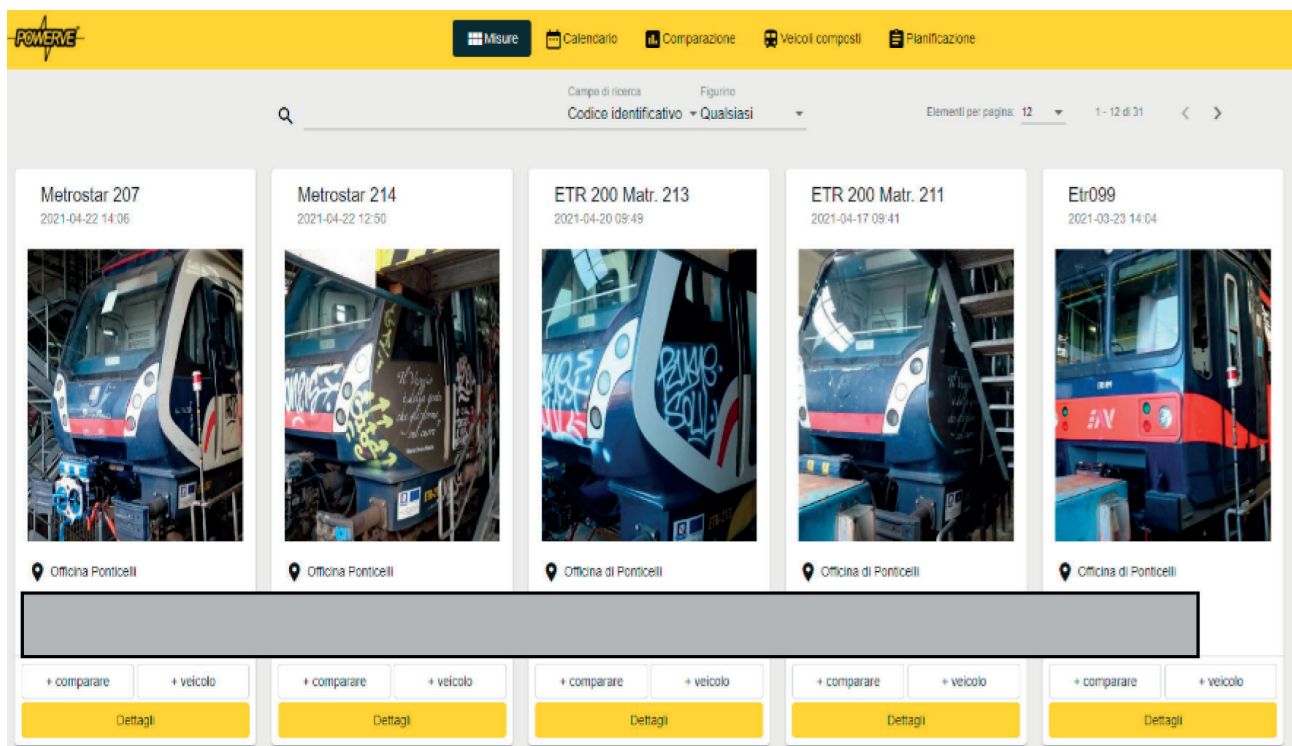 POWERVE
Misure Calendario Comparazione Veicoli composti Pianificazione
Campo di ricerca Figurino
Codice identificativo Qualsiasi Elementi per pagina: 12 1 - 12 di 31
Metrostar 207 Metrostar 214 ETR 200 Matr. 213 ETR 200 Matr. 211 Etr099
2021-04-22 14:06 2021-04-22 12:50 2021-04-20 09:49 2021-04-17 09:41 2021-03-23 14:04
EAV
Officina Ponticelli Officina Ponticelli Officina di Ponticelli Officina di Ponticelli Officina di Ponticelli
+ comparare + veicolo + comparare + veicolo + comparare + veicolo + comparare + veicolo + comparare + veicolo
Dettagli Dettagli Dettagli Dettagli Dettagli